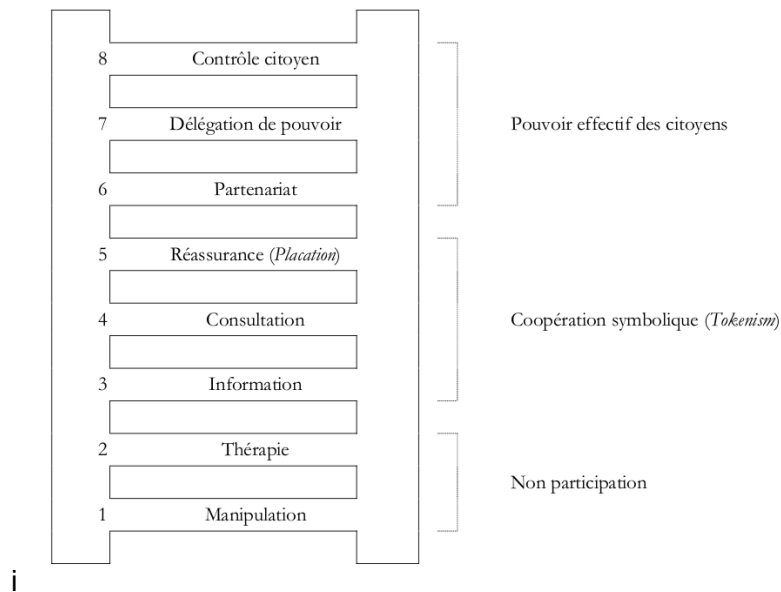 8 Contrôle citoyen
7 Délégation de pouvoir
Pouvoir effectif des citoyens
6 Partenariat
5 Réassurance (Placation)
4 Consultation
Coopération symbolique (Tokenism)
3 Information
2 Thérapie
Non participation
1 Manipulation
i